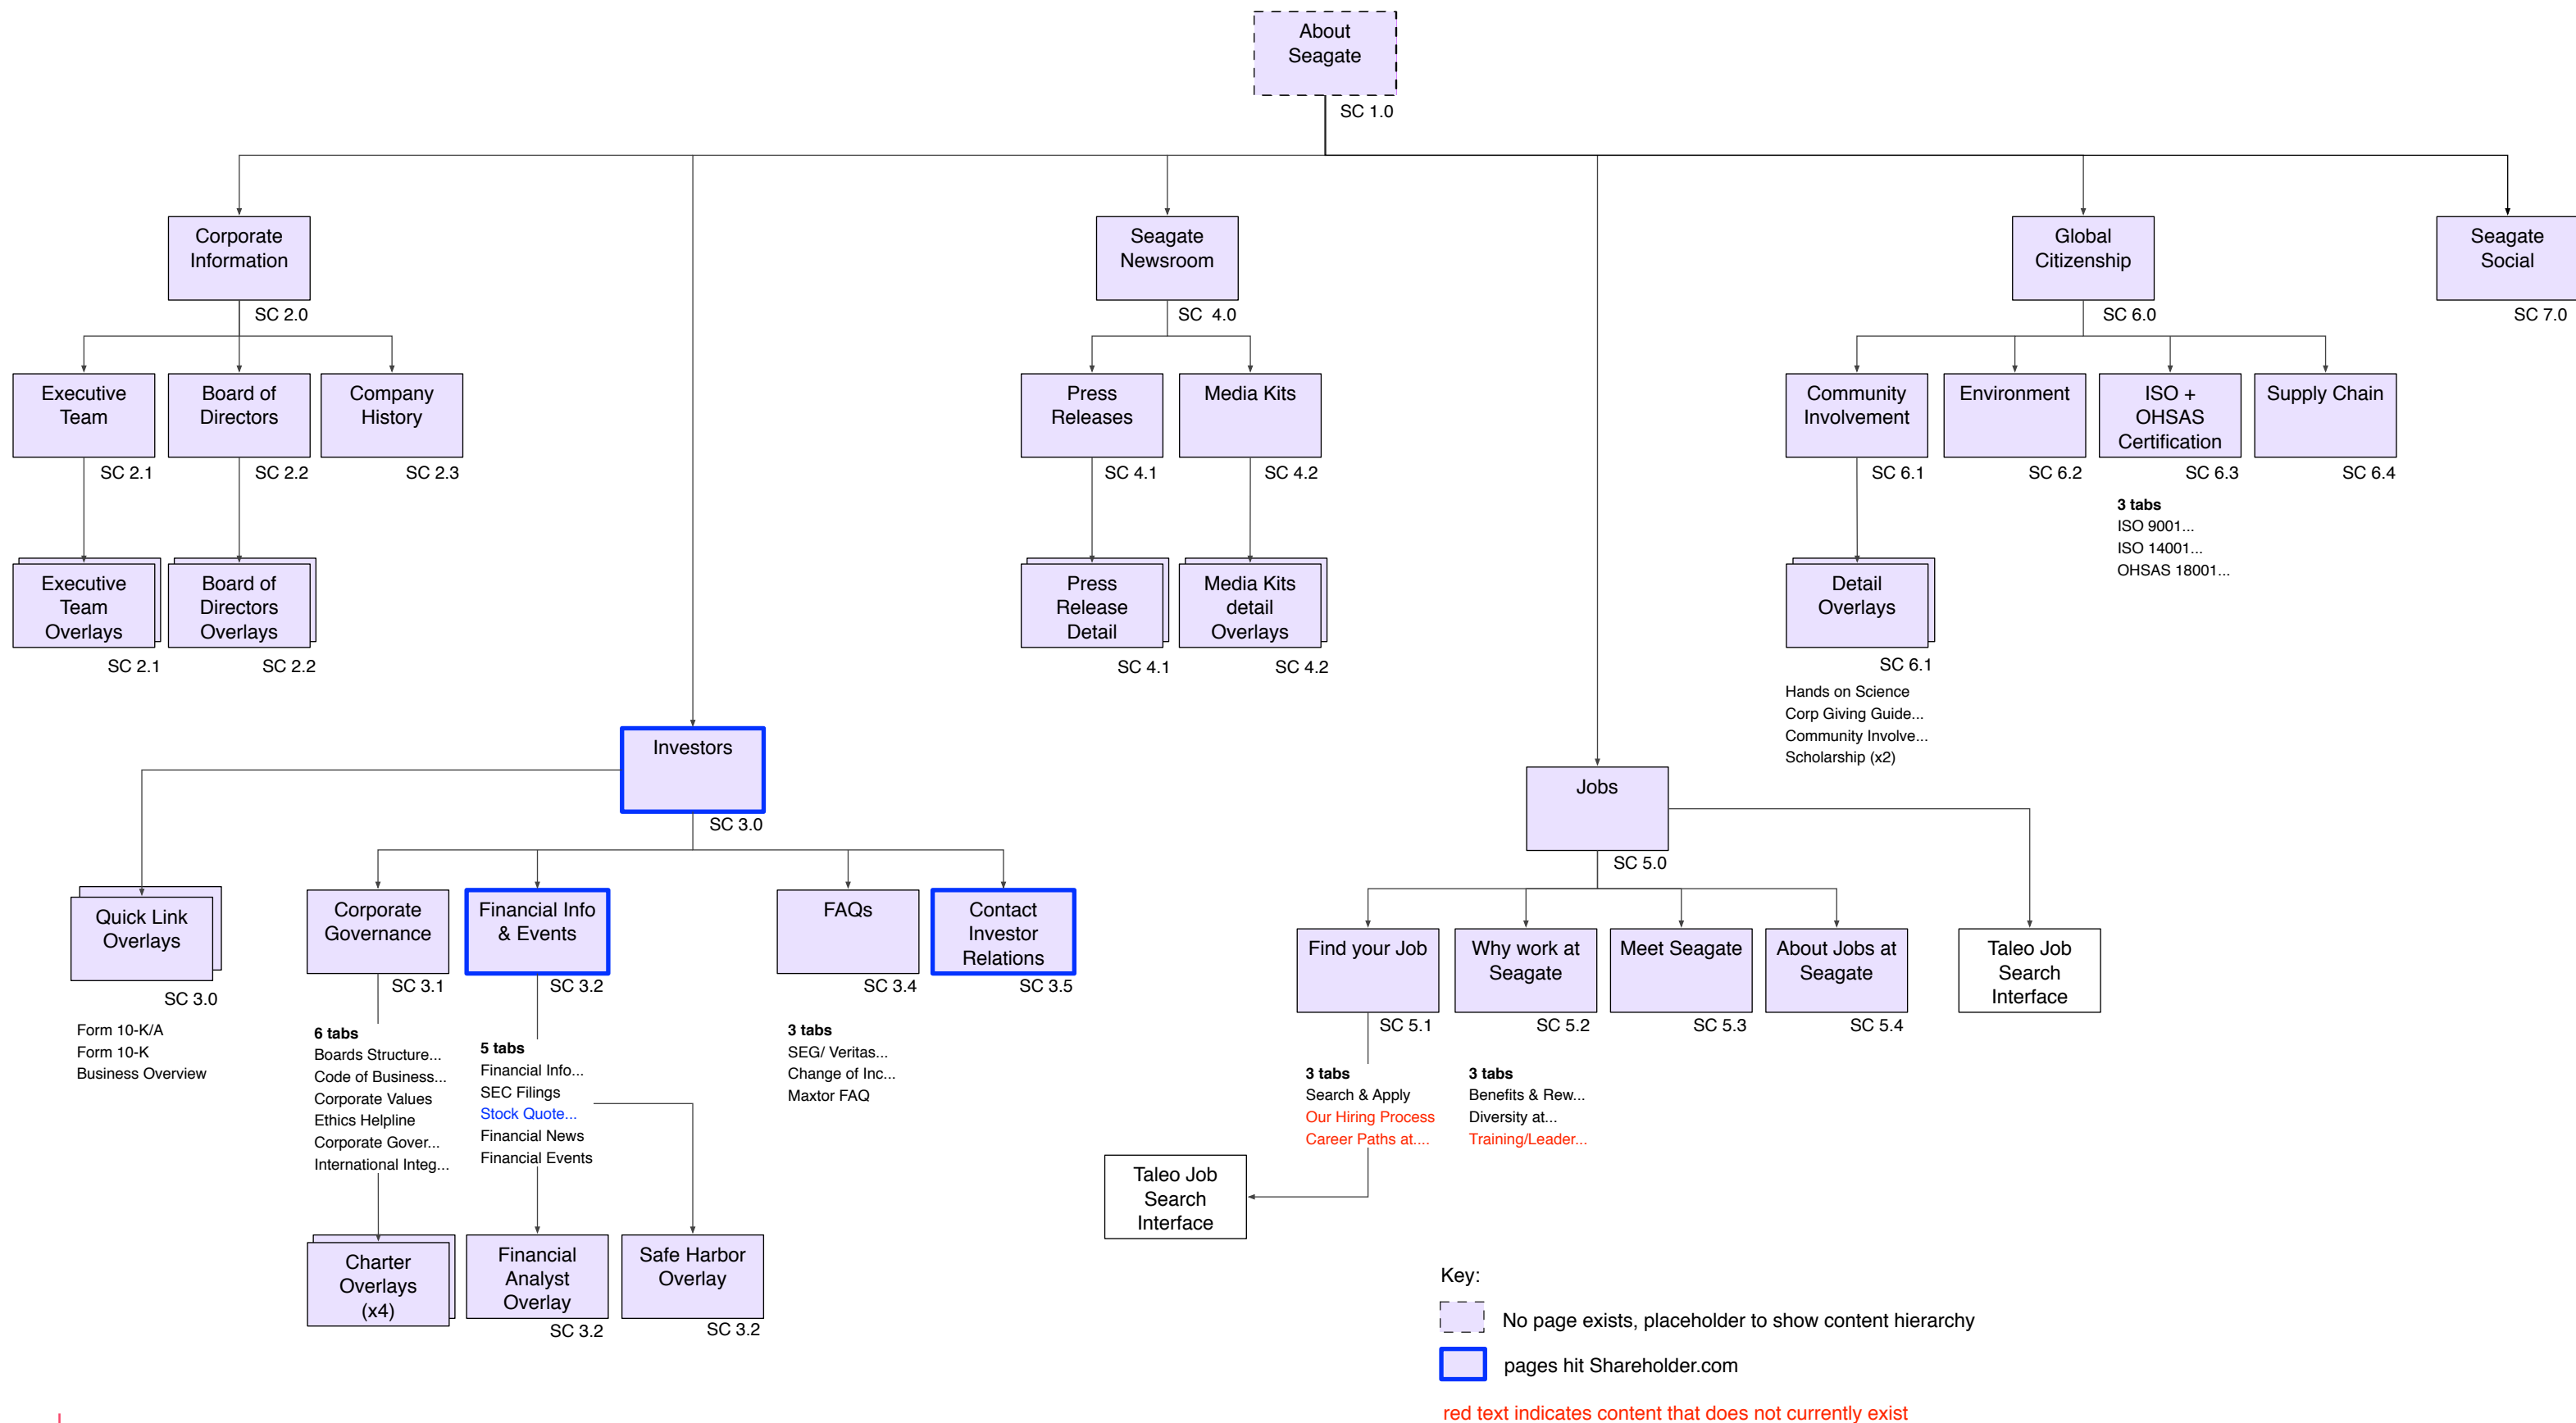 About
Seagate
SC 1.0
Corporate
Information
SC 2.0
Seagate
Newsroom
SC  4.0
Global
Citizenship
SC 6.0
Seagate
Social
SC 7.0
Executive
Team
SC 2.1
Board of
Directors
SC 2.2
Company
History
SC 2.3
Press
Releases
SC 4.1
Media Kits
SC 4.2
Community
Involvement
SC 6.1
Environment
SC 6.2
ISO +
OHSAS
Certification
SC 6.3
3 tabs
ISO 9001...
ISO 14001...
OHSAS 18001...
Supply Chain
SC 6.4
Executive
Team
Overlays
SC 2.1
Board of
Directors
Overlays
SC 2.2
Press
Release
Detail
SC 4.1
Media Kits
detail
Overlays
SC 4.2
Detail
Overlays
SC 6.1
Hands on Science
Corp Giving Guide...
Community Involve...
Scholarship (x2)
Investors
SC 3.0
Jobs
SC 5.0
Quick Link
Overlays
SC 3.0
Form 10-K/A
Form 10-K
Business Overview
Corporate
Governance
SC 3.1
6 tabs
Boards Structure...
Code of Business...
Corporate Values
Ethics Helpline
Corporate Gover...
International Integ...
Financial Info
& Events
SC 3.2
5 tabs
Financial Info...
SEC Filings
Stock Quote...
Financial News
Financial Events
FAQs
SC 3.4
3 tabs
SEG/ Veritas...
Change of Inc...
Maxtor FAQ
Contact
Investor
Relations
SC 3.5
Find your Job
SC 5.1
3 tabs
Search & Apply
Our Hiring Process
Career Paths at....
Why work at
Seagate
SC 5.2
3 tabs
Benefits & Rew...
Diversity at...
Training/Leader...
Meet Seagate
SC 5.3
About Jobs at
Seagate
SC 5.4
Taleo Job
Search
Interface
Taleo Job
Search
Interface
Charter
Overlays
(x4)
Financial
Analyst
Overlay
SC 3.2
Safe Harbor
Overlay
SC 3.2
Key:
No page exists, placeholder to show content hierarchy
pages hit Shareholder.com
red text indicates content that does not currently exist